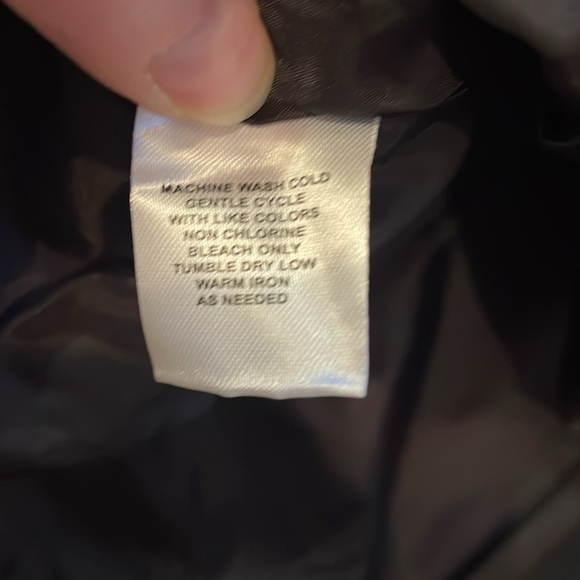 MACHINE WASH COLD
GENTLE CYCLE
WITH LIKE COLORS
NON CHLORINE
BLEACH ONLY
TUMBLE DRY LOW
WARM IRON
AS NEEDED